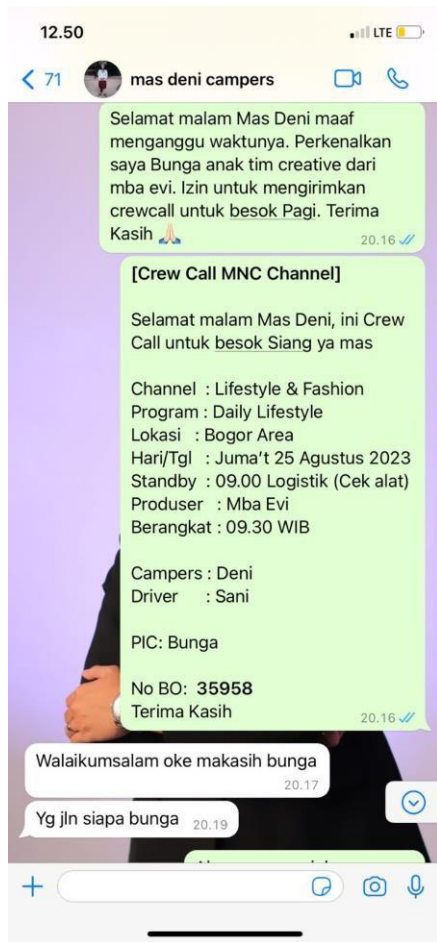 12.50
LTE
71
mas deni campers
Selamat malam Mas Deni maaf
menganggu waktunya. Perkenalkan
saya Bunga anak tim creative dari
mba evi. Izin untuk mengirimkan
crewcall untuk besok Pagi. Terima
Kasih 🙏🏻
20.16
[Crew Call MNC Channel]
Selamat malam Mas Deni, ini Crew
Call untuk besok Siang ya mas
Channel : Lifestyle & Fashion
Program : Daily Lifestyle
Lokasi : Bogor Area
Hari/Tgl : Juma't 25 Agustus 2023
Standby : 09.00 Logistik (Cek alat)
Produser : Mba Evi
Berangkat : 09.30 WIB
Campers : Deni
Driver : Sani
PIC: Bunga
No BO: 35958
Terima Kasih
20.16
Walaikumsalam oke makasih bunga
20.17
Yg jln siapa bunga
20.19